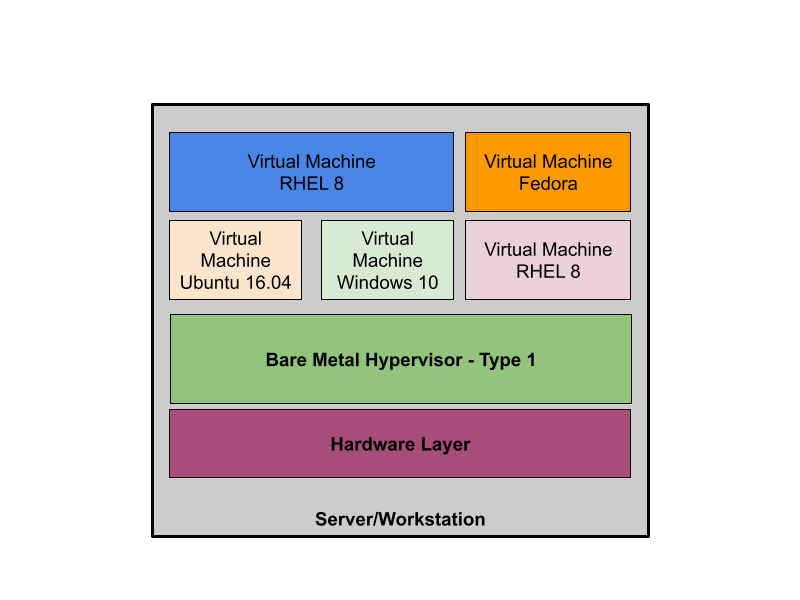 Virtual Machine
RHEL 8
Virtual Machine
Fedora
Virtual
Machine
Ubuntu 16.04
Virtual
Machine
Windows 10
Virtual Machine
RHEL 8
Bare Metal Hypervisor - Type 1
Hardware Layer
Server/Workstation